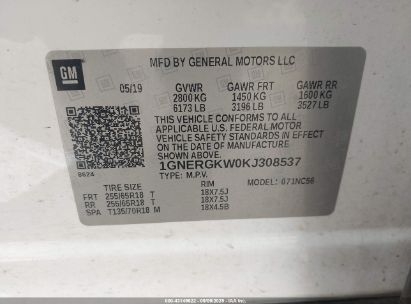 GM
MFD BY GENERAL MOTORS LLC
05/19 GVWR GAWR FRT GAWR RR
2800 KG 1450 KG 1600 KG
6173 LB 3196 LB 3527 LB
THIS VEHICLE CONFORMS TO ALL
APPLICABLE U.S. FEDERAL MOTOR
VEHICLE SAFETY STANDARDS IN EFFECT
ON THE DATE OF MANUFACTURE
SHOWN ABOVE.
1GNERGKW0KJ308537
8624
TYPE: M.P.V. MODEL: 071NC56
TIRE SIZE RIM
FRT 255/65R18 T 18X7.5J
RR 255/65R18 T 18X7.5J
SPA T135/70R18 M 18X4.5B